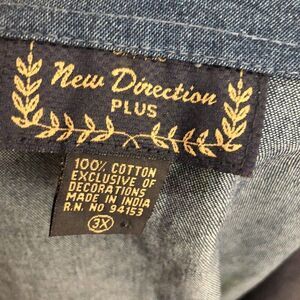 New Direction
PLUS
100% COTTON
EXCLUSIVE OF
DECORATIONS
MADE IN INDIA
R.N. NO 94153
3X